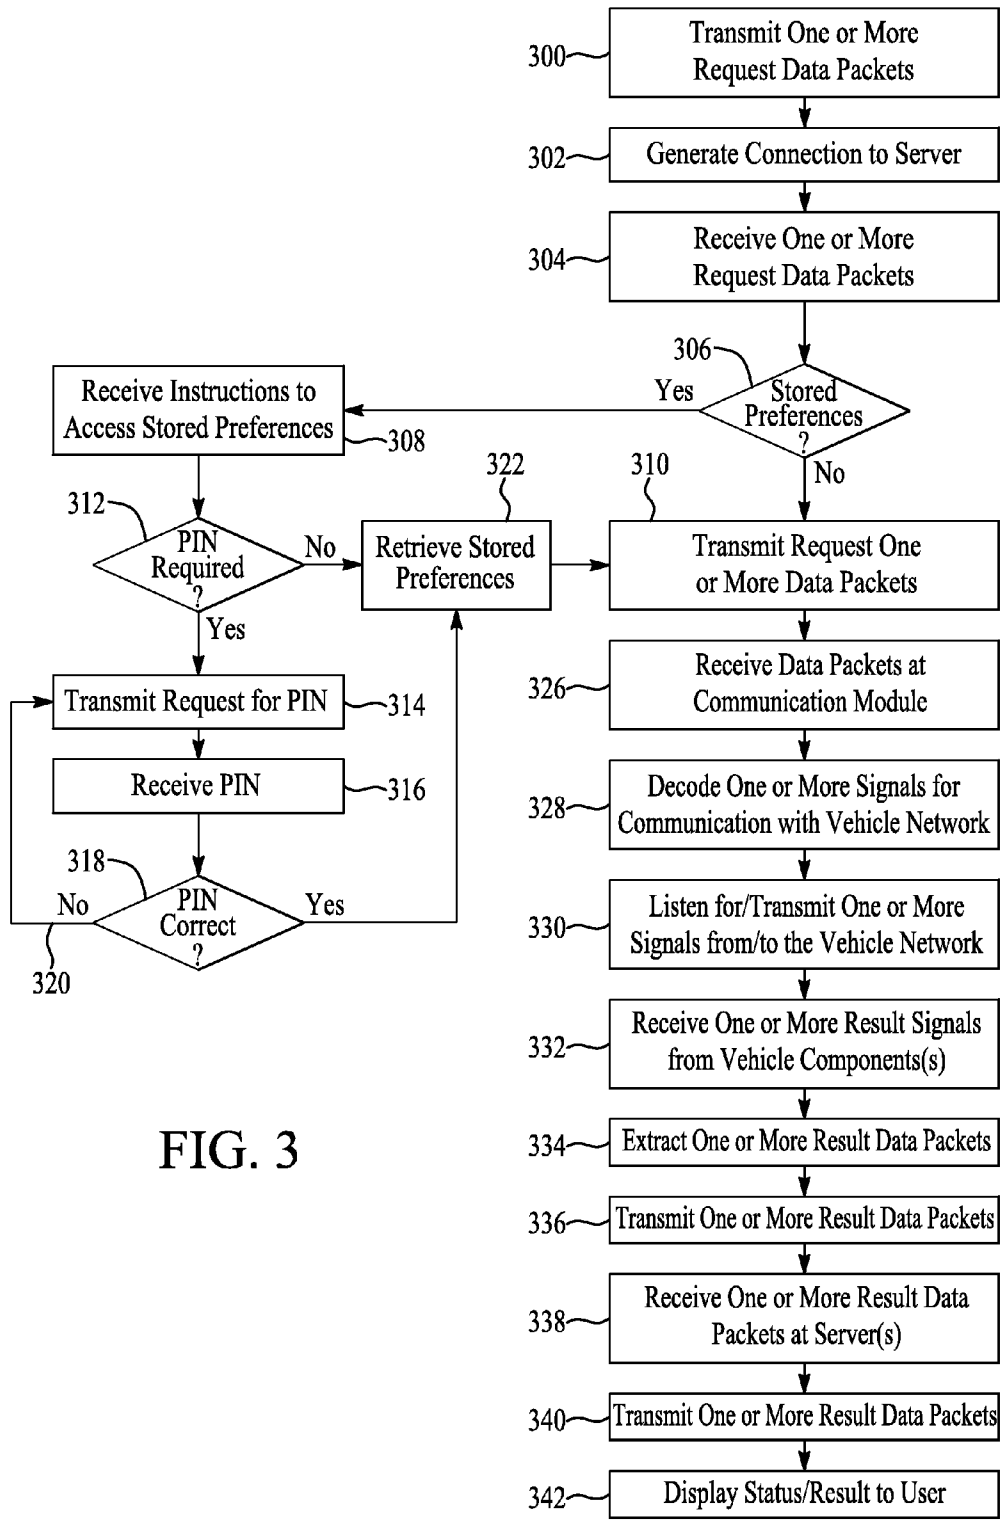 300
Transmit One or More
Request Data Packets
302
Generate Connection to Server
304
Receive One or More
Request Data Packets
306
Yes
Stored
Preferences
?
No
Receive Instructions to
Access Stored Preferences
308
312
PIN
Required
?
No
Yes
322
Retrieve Stored
Preferences
310
Transmit Request One
or More Data Packets
Transmit Request for PIN
314
Receive PIN
316
318
PIN
Correct
?
No
Yes
320
326
Receive Data Packets at
Communication Module
328
Decode One or More Signals for
Communication with Vehicle Network
330
Listen for/Transmit One or More
Signals from/to the Vehicle Network
332
Receive One or More Result Signals
from Vehicle Components(s)
334
Extract One or More Result Data Packets
336
Transmit One or More Result Data Packets
338
Receive One or More Result Data
Packets at Server(s)
340
Transmit One or More Result Data Packets
342
Display Status/Result to User
FIG. 3